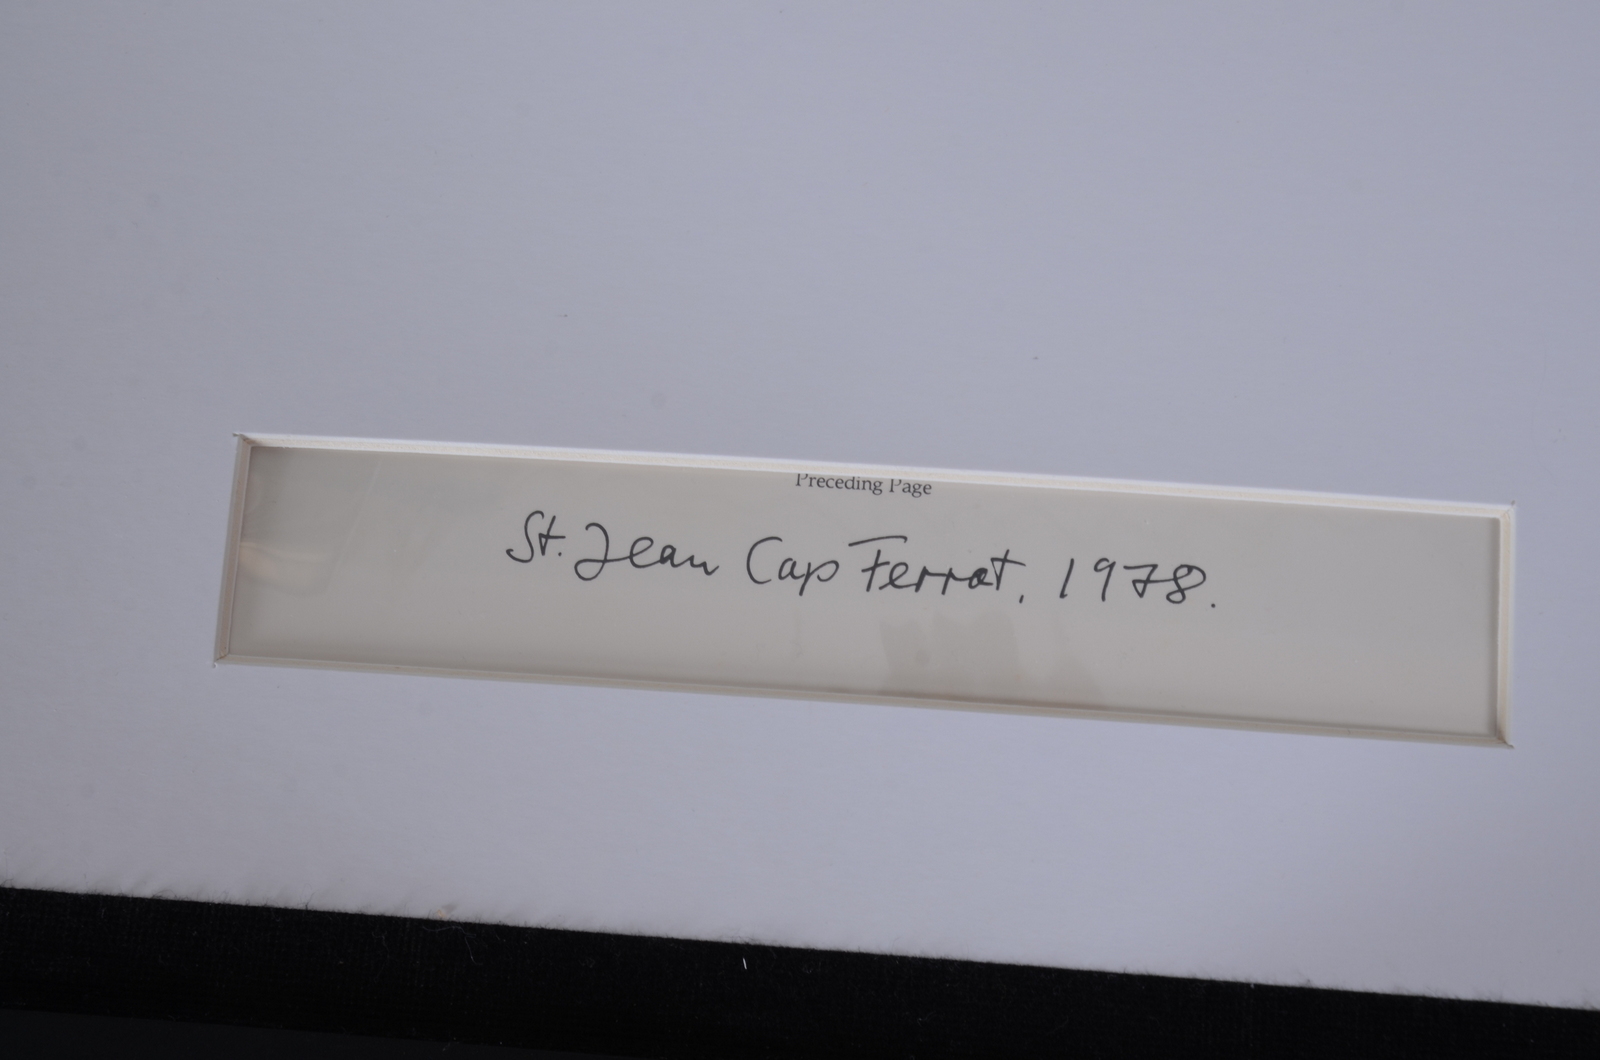 Preceding Page
St. Jean Cap Ferrat, 1978.